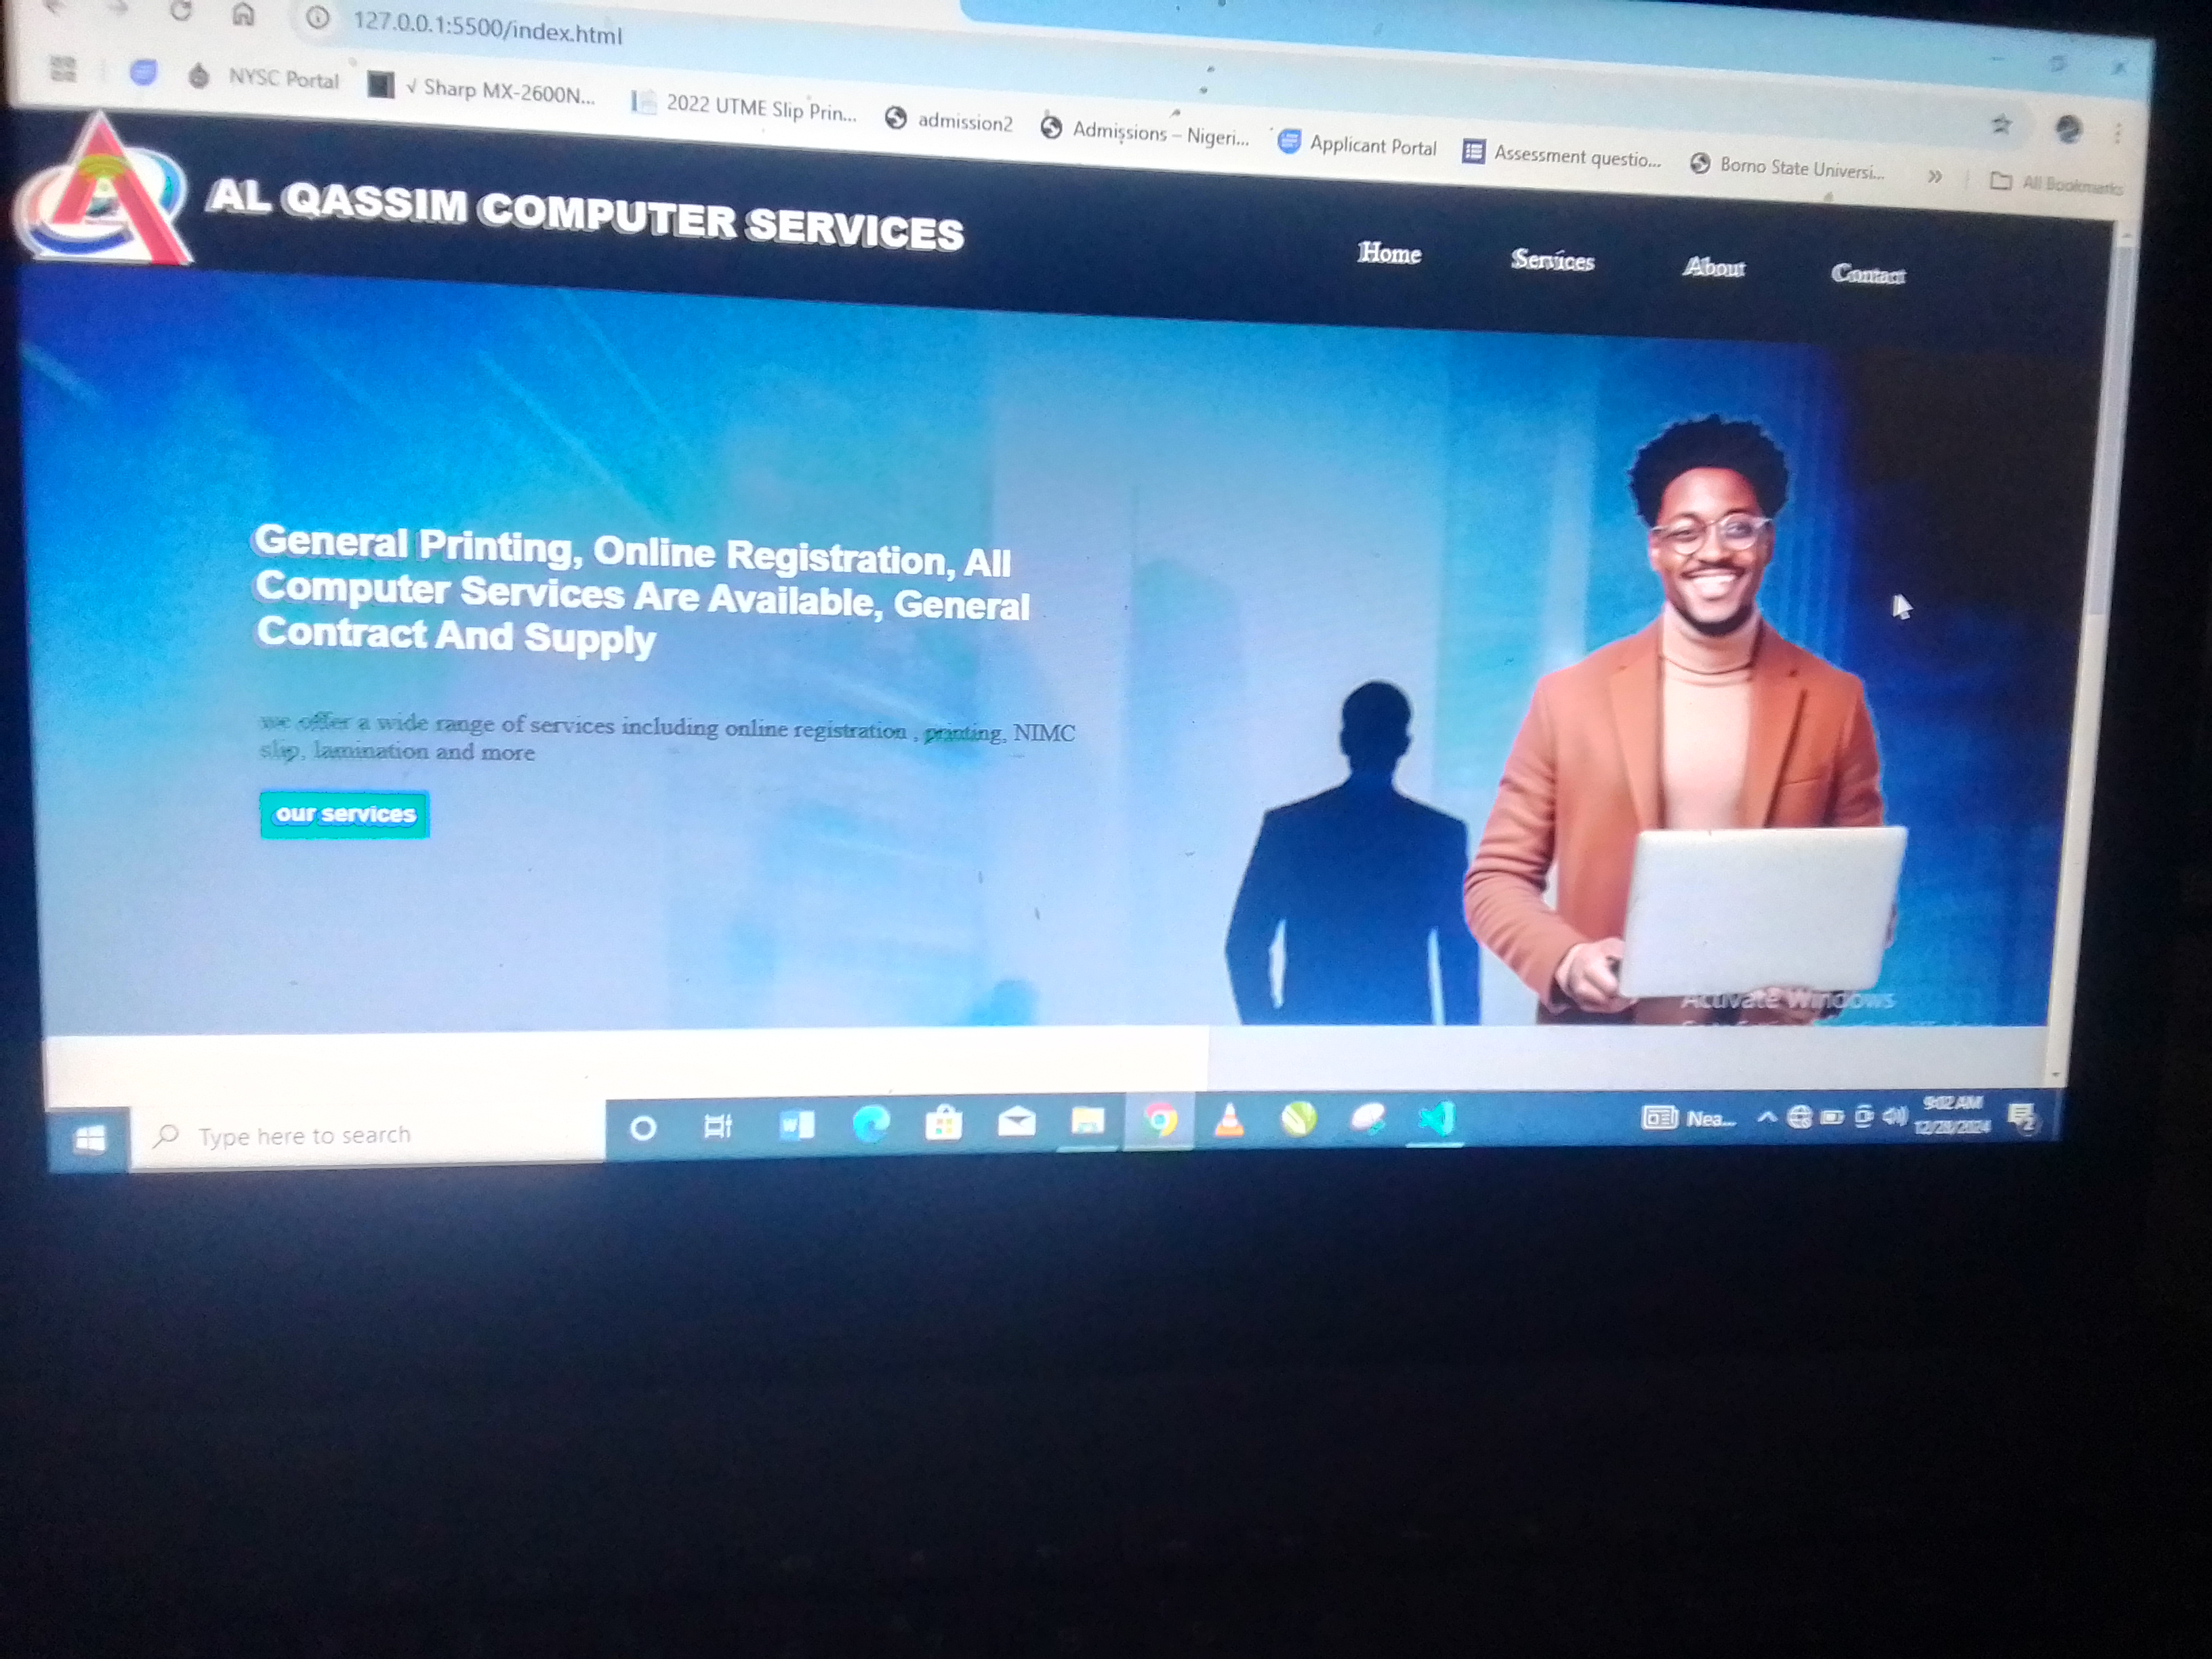 127.0.0.1:5500/index.html
NYSC Portal
√ Sharp MX-2600N...
2022 UTME Slip Prin...
admission2
Admissions – Nigeri...
Applicant Portal
Assessment questio...
Borno State Universi...
»
All Bookmarks
AL QASSIM COMPUTER SERVICES
Home
Services
About
Contact
General Printing, Online Registration, All
Computer Services Are Available, General
Contract And Supply
we offer a wide range of services including online registration , printing, NIMC
slip, lamination and more
our services
Activate Windows
Type here to search
Nea...
9:02 AM
12/28/2024